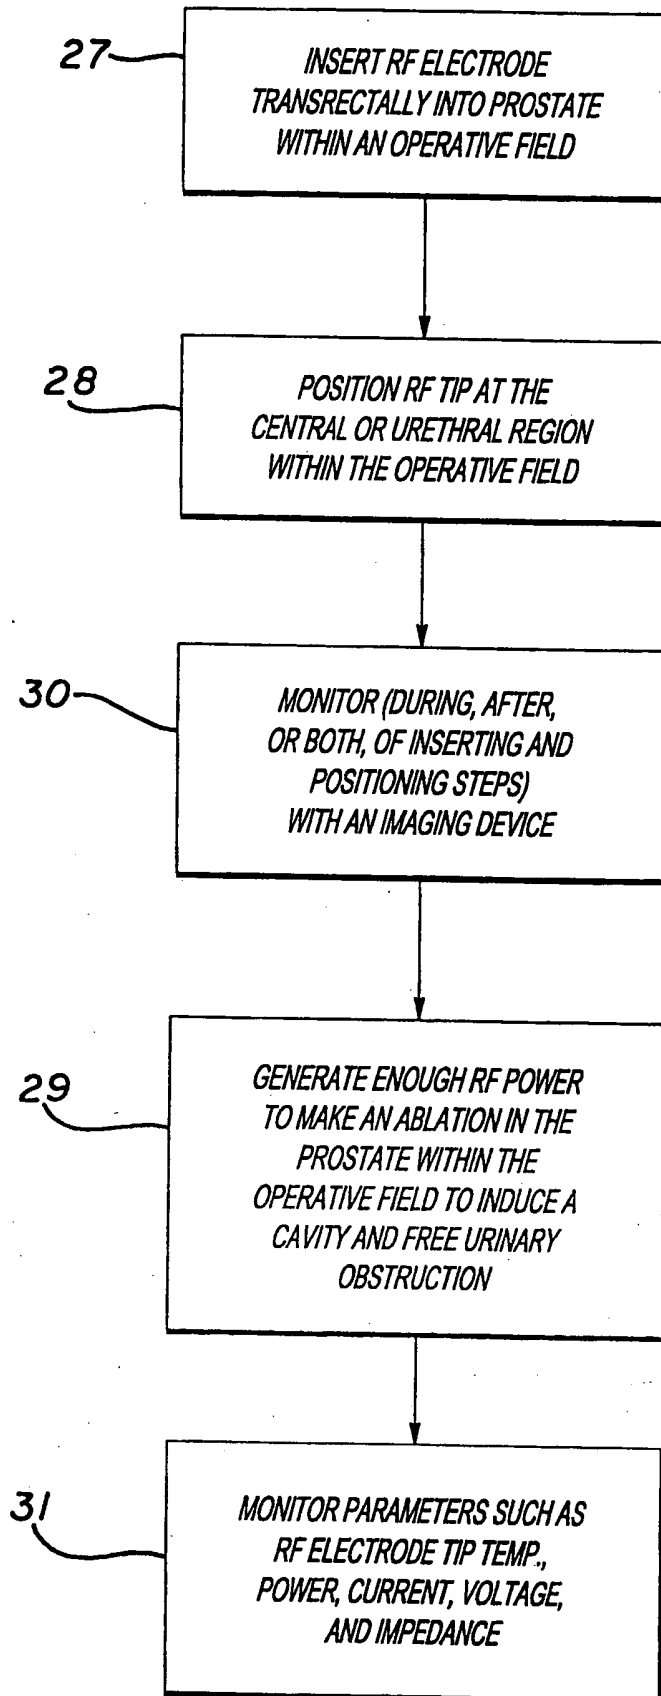 27
INSERT RF ELECTRODE
TRANSRECTALLY INTO PROSTATE
WITHIN AN OPERATIVE FIELD
28
POSITION RF TIP AT THE
CENTRAL OR URETHRAL REGION
WITHIN THE OPERATIVE FIELD
30
MONITOR (DURING, AFTER,
OR BOTH, OF INSERTING AND
POSITIONING STEPS)
WITH AN IMAGING DEVICE
29
GENERATE ENOUGH RF POWER
TO MAKE AN ABLATION IN THE
PROSTATE WITHIN THE
OPERATIVE FIELD TO INDUCE A
CAVITY AND FREE URINARY
OBSTRUCTION
31
MONITOR PARAMETERS SUCH AS
RF ELECTRODE TIP TEMP.,
POWER, CURRENT, VOLTAGE,
AND IMPEDANCE